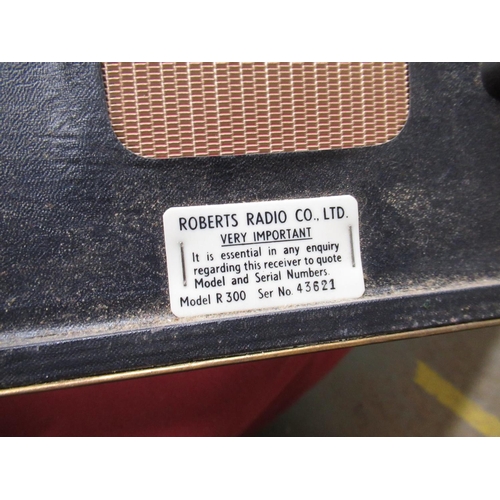 ROBERTS RADIO CO., LTD.
VERY IMPORTANT
It is essential in any enquiry
regarding this receiver to quote
Model and Serial Numbers.
Model R 300 Ser No. 43621